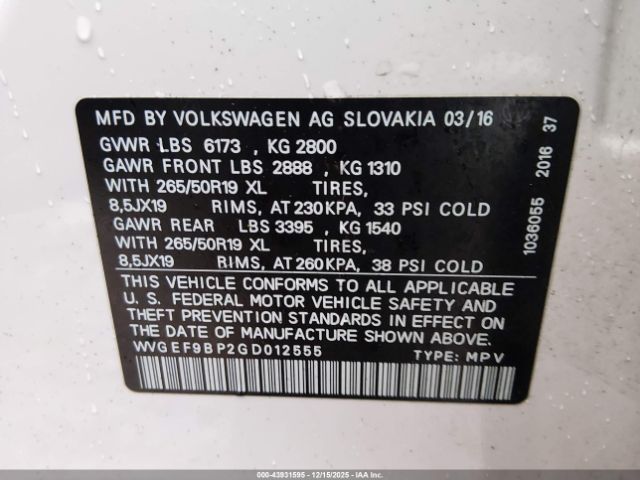 MFD BY VOLKSWAGEN AG SLOVAKIA 03/16
GVWR LBS 6173 , KG 2800
GAWR FRONT LBS 2888 , KG 1310
WITH 265/50R19 XL TIRES,
8,5JX19 RIMS, AT 230KPA, 33 PSI COLD
GAWR REAR LBS 3395 , KG 1540
WITH 265/50R19 XL TIRES,
8,5JX19 RIMS, AT 260KPA, 38 PSI COLD
THIS VEHICLE CONFORMS TO ALL APPLICABLE
U. S. FEDERAL MOTOR VEHICLE SAFETY AND
THEFT PREVENTION STANDARDS IN EFFECT ON
THE DATE OF MANUFACTURE SHOWN ABOVE.
WVGEF9BP2GD012555 TYPE: MPV
1036055 2016 37
000-43931595 - 12/15/2025 - IAAI.com